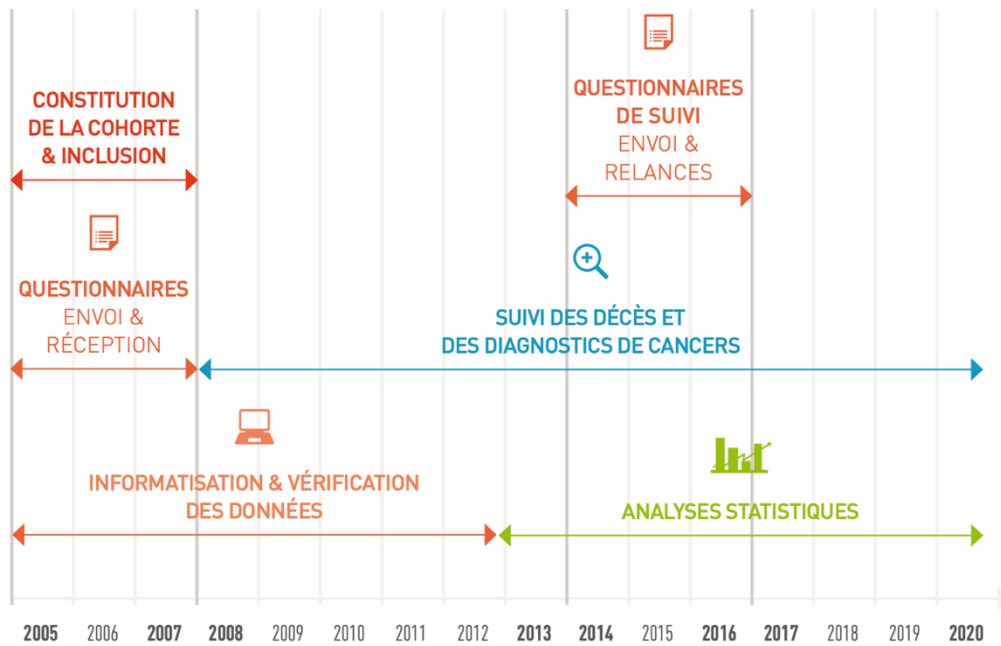 CONSTITUTION
DE LA COHORTE
& INCLUSION
QUESTIONNAIRES
DE SUIVI
ENVOI &
RELANCES
QUESTIONNAIRES
ENVOI &
RÉCEPTION
SUIVI DES DÉCÈS ET
DES DIAGNOSTICS DE CANCERS
INFORMATISATION & VÉRIFICATION
DES DONNÉES
ANALYSES STATISTIQUES
2005 2006 2007 2008 2009 2010 2011 2012 2013 2014 2015 2016 2017 2018 2019 2020